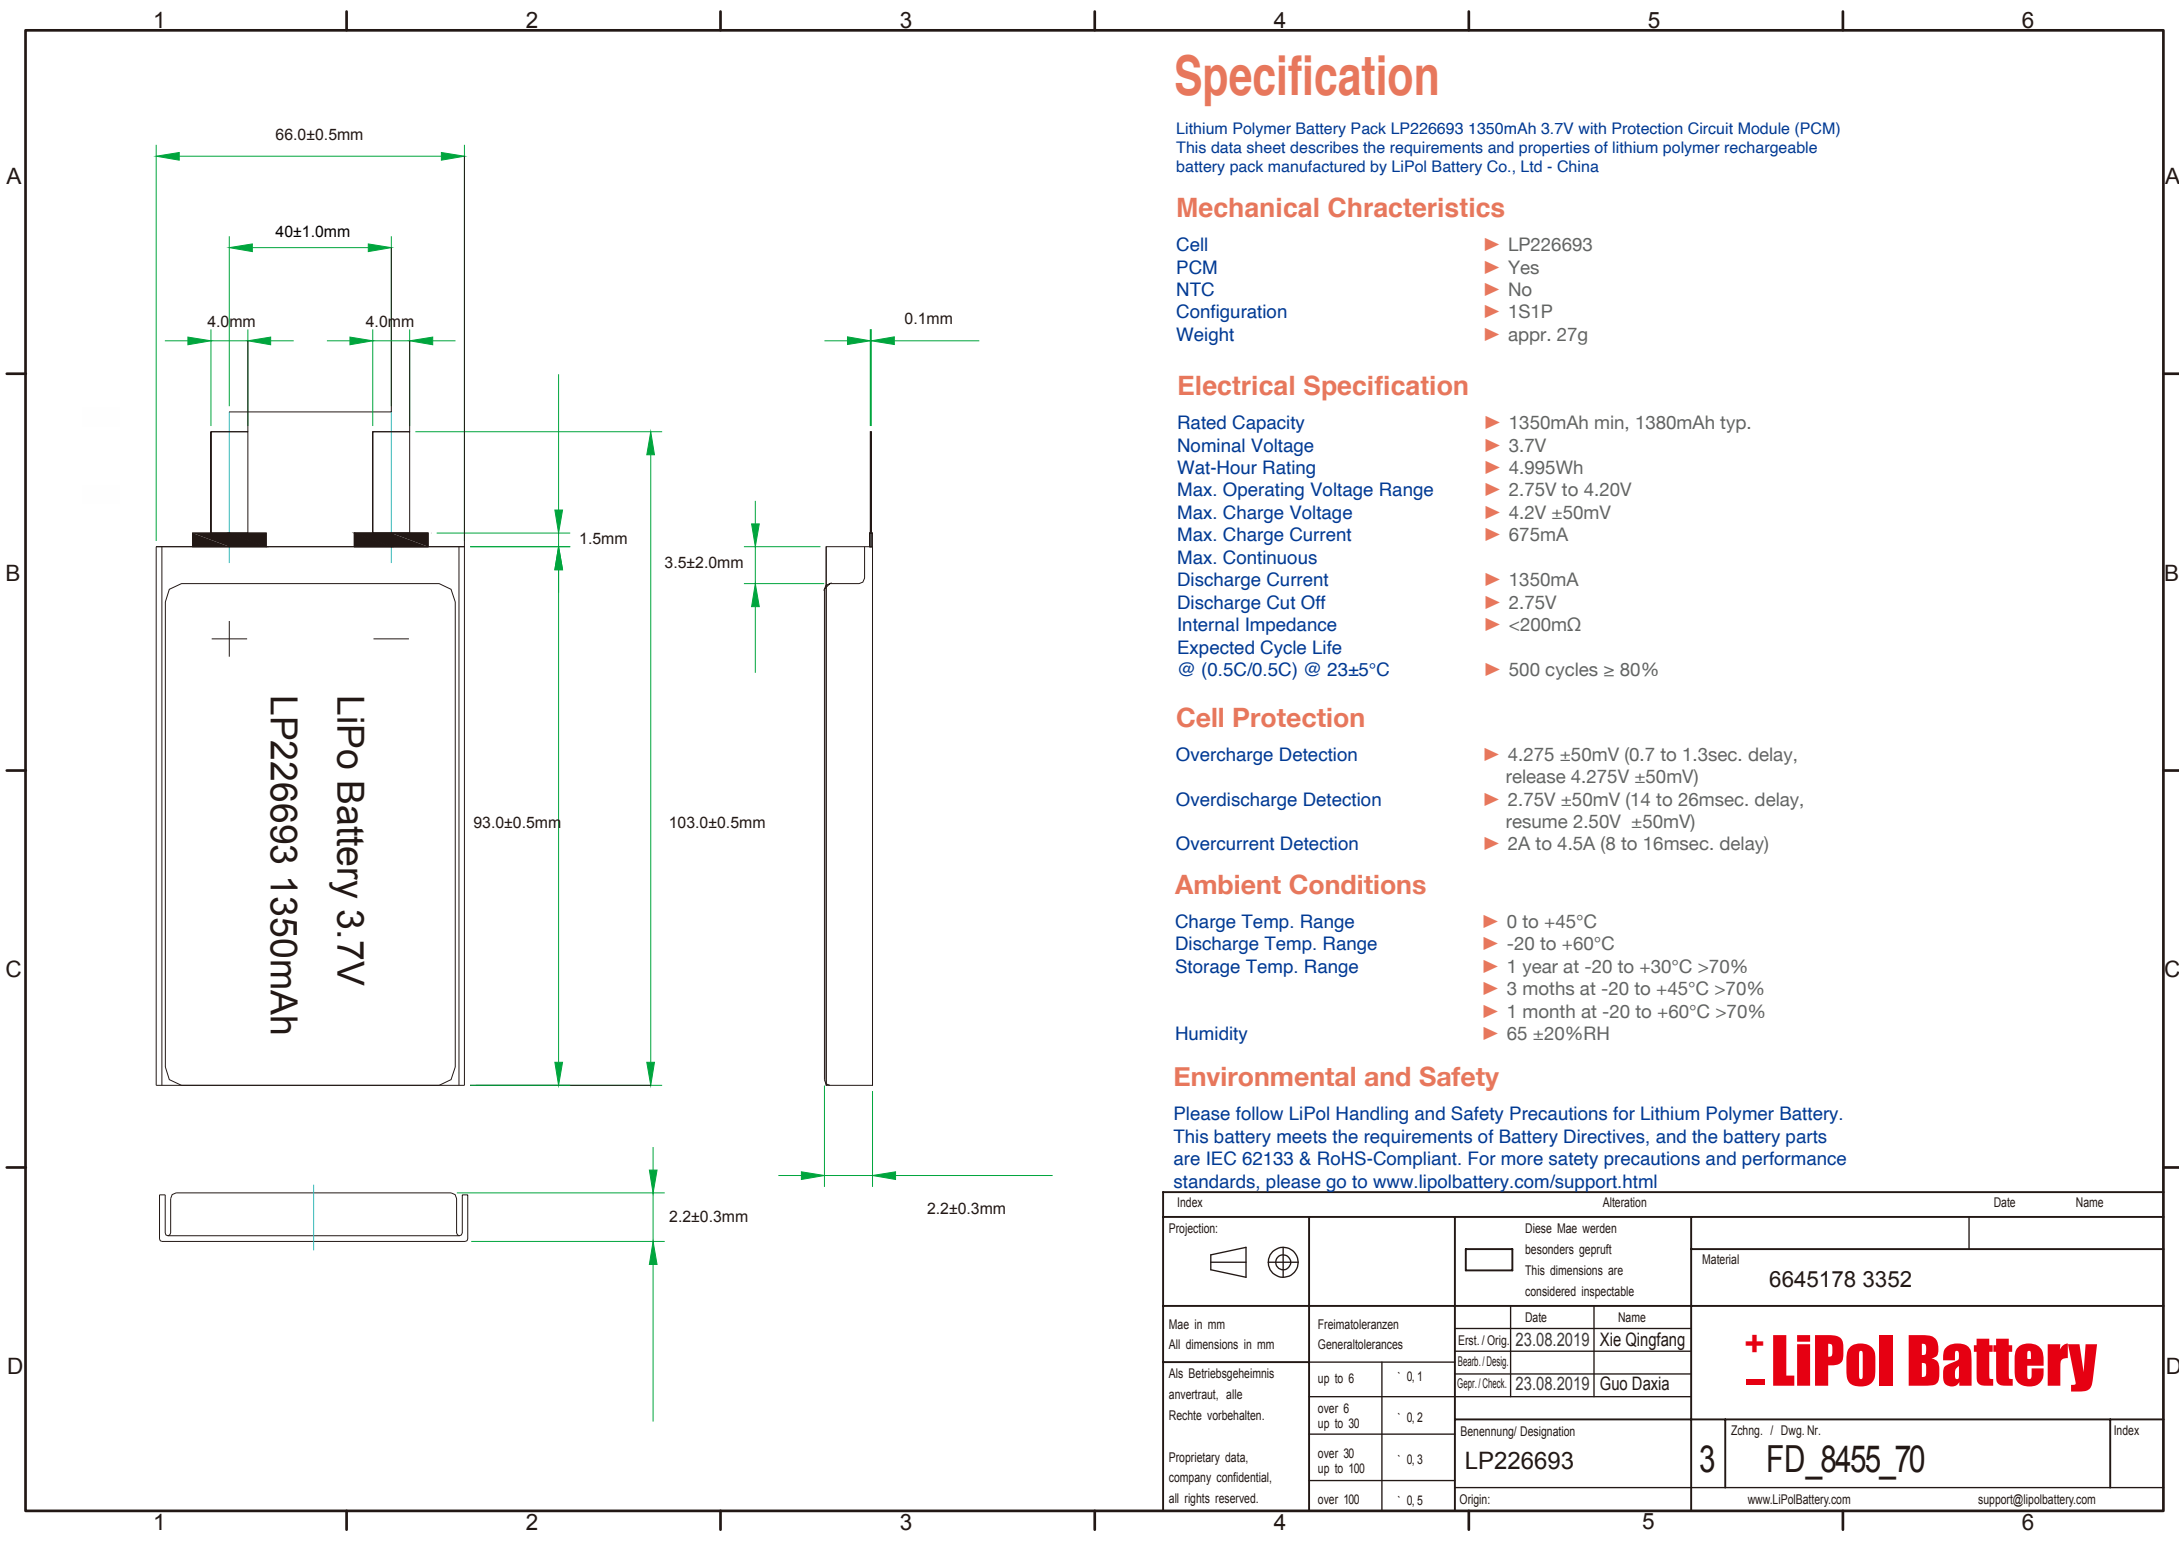 1 2 3 4 5 6
A A
B B
C C
D D
66.0±0.5mm
40±1.0mm
4.0mm 4.0mm
0.1mm
1.5mm
3.5±2.0mm
93.0±0.5mm
103.0±0.5mm
LiPo Battery 3.7V
LP226693 1350mAh
2.2±0.3mm
2.2±0.3mm
Specification
Lithium Polymer Battery Pack LP226693 1350mAh 3.7V with Protection Circuit Module (PCM)
This data sheet describes the requirements and properties of lithium polymer rechargeable
battery pack manufactured by LiPol Battery Co., Ltd - China
Mechanical Chracteristics
Cell ► LP226693
PCM ► Yes
NTC ► No
Configuration ► 1S1P
Weight ► appr. 27g
Electrical Specification
Rated Capacity ► 1350mAh min, 1380mAh typ.
Nominal Voltage ► 3.7V
Wat-Hour Rating ► 4.995Wh
Max. Operating Voltage Range ► 2.75V to 4.20V
Max. Charge Voltage ► 4.2V ±50mV
Max. Charge Current ► 675mA
Max. Continuous
Discharge Current ► 1350mA
Discharge Cut Off ► 2.75V
Internal Impedance ► <200mΩ
Expected Cycle Life
@ (0.5C/0.5C) @ 23±5°C ► 500 cycles ≥ 80%
Cell Protection
Overcharge Detection ► 4.275 ±50mV (0.7 to 1.3sec. delay,
release 4.275V ±50mV)
Overdischarge Detection ► 2.75V ±50mV (14 to 26msec. delay,
resume 2.50V ±50mV)
Overcurrent Detection ► 2A to 4.5A (8 to 16msec. delay)
Ambient Conditions
Charge Temp. Range ► 0 to +45°C
Discharge Temp. Range ► -20 to +60°C
Storage Temp. Range ► 1 year at -20 to +30°C >70%
► 3 moths at -20 to +45°C >70%
► 1 month at -20 to +60°C >70%
Humidity ► 65 ±20%RH
Environmental and Safety
Please follow LiPol Handling and Safety Precautions for Lithium Polymer Battery.
This battery meets the requirements of Battery Directives, and the battery parts
are IEC 62133 & RoHS-Compliant. For more satety precautions and performance
standards, please go to www.lipolbattery.com/support.html
Index Alteration Date Name
Projection:
Diese Mae werden
besonders gepruft
This dimensions are
considered inspectable
Material
6645178 3352
Mae in mm
All dimensions in mm
Freimatoleranzen
Generaltolerances
Date Name
Erst. / Orig. 23.08.2019 Xie Qingfang
Bearb. / Desig.
Gepr. / Check. 23.08.2019 Guo Daxia
Als Betriebsgeheimnis
anvertraut, alle
Rechte vorbehalten.
Proprietary data,
company confidential,
all rights reserved.
up to 6 ` 0, 1
over 6
up to 30 ` 0, 2
over 30
up to 100 ` 0, 3
over 100 ` 0, 5
Benennung/ Designation
LP226693
Origin:
+ LiPol Battery
3
Zchng. / Dwg. Nr.
FD_8455_70
Index
www.LiPolBattery.com support@lipolbattery.com
1 2 3 4 5 6